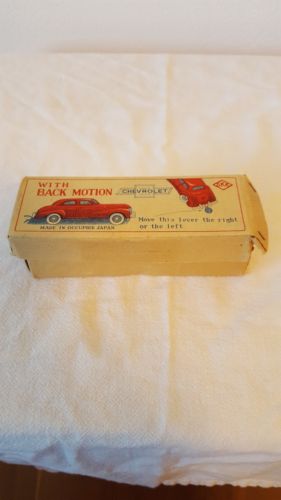 WITH
BACK MOTION
CHEVROLET
Move this lever the right
or the left
MADE IN OCCUPIED JAPAN